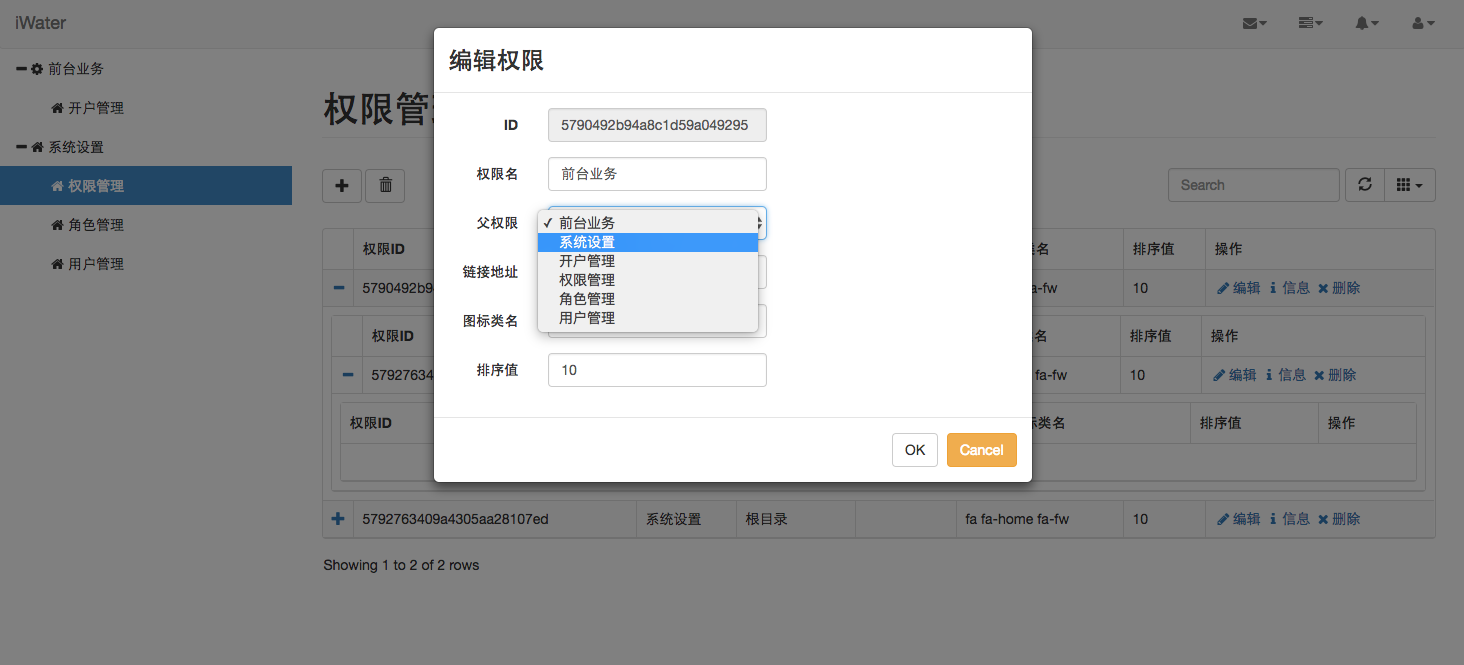 iWater
前台业务
开户管理
系统设置
权限管理
角色管理
用户管理
权限管
编辑权限
ID 5790492b94a8c1d59a049295
权限名 前台业务
父权限
✓ 前台业务
系统设置
开户管理
权限管理
角色管理
用户管理
链接地址
图标类名
排序值 10
OK Cancel
Search
权限ID 类名 排序值 操作
5790492b9 a-fw 10 编辑 信息 删除
权限ID 名 排序值 操作
57927634 fa-fw 10 编辑 信息 删除
权限ID 标类名 排序值 操作
5792763409a4305aa28107ed 系统设置 根目录 fa fa-home fa-fw 10 编辑 信息 删除
Showing 1 to 2 of 2 rows